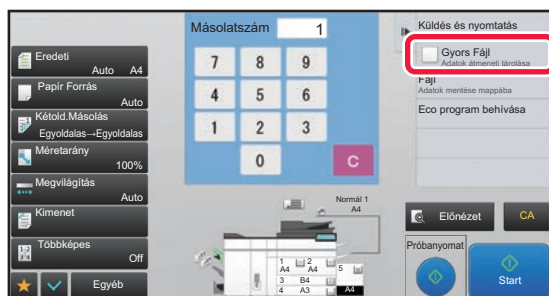 Másolatszám 1
Eredeti
Auto A4
Papír Forrás
Auto
Kétold.Másolás
Egyoldalas→Egyoldalas
Méretarány
100%
Megvilágítás
Auto
Kimenet
Többképes
Off
Egyéb
7 8 9
4 5 6
1 2 3
0 C
Normál 1
A4
1 A4
2 A4
3 B4
4 A3
5
A4
Küldés és nyomtatás
Gyors Fájl
Adatok átmeneti tárolása
Fájl
Adatok mentése mappába
Eco program behívása
Előnézet
CA
Próbanyomat
Start